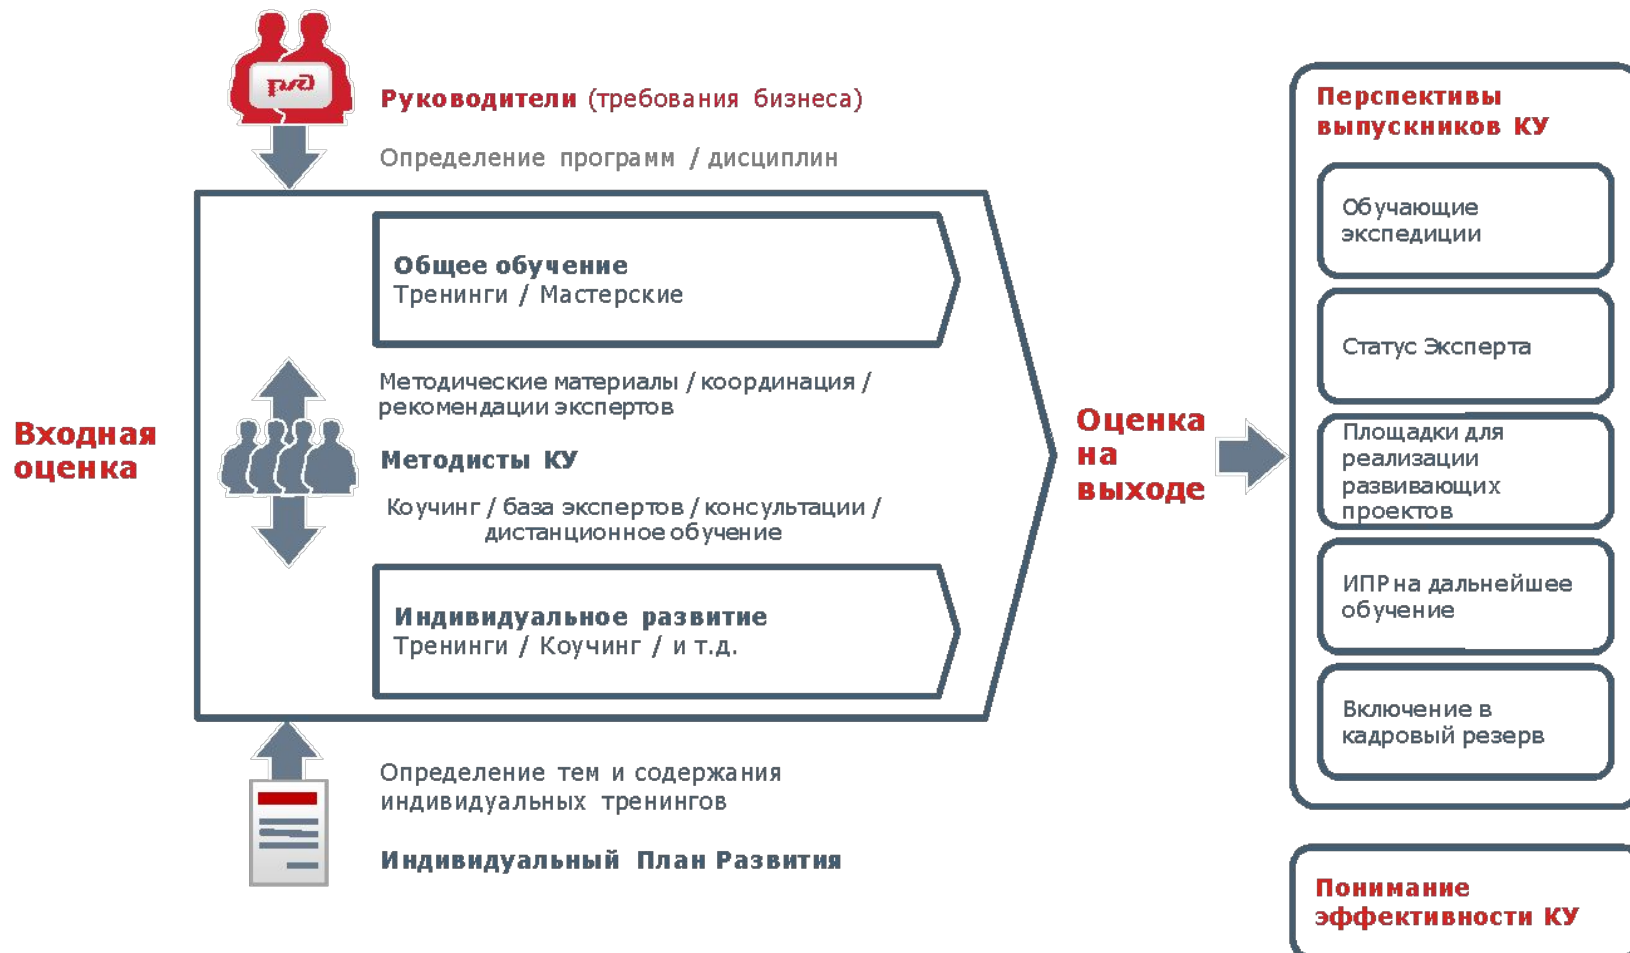 ржд
Руководители (требования бизнеса)
Определение программ / дисциплин
Общее обучение
Тренинги / Мастерские
Методические материалы / координация /
рекомендации экспертов
Методисты КУ
Коучинг / база экспертов / консультации /
дистанционное обучение
Индивидуальное развитие
Тренинги / Коучинг / и т.д.
Определение тем и содержания
индивидуальных тренингов
Индивидуальный План Развития
Входная
оценка
Оценка
на
выходе
Перспективы
выпускников КУ
Обучающие
экспедиции
Статус Эксперта
Площадки для
реализации
развивающих
проектов
ИПР на дальнейшее
обучение
Включение в
кадровый резерв
Понимание
эффективности КУ